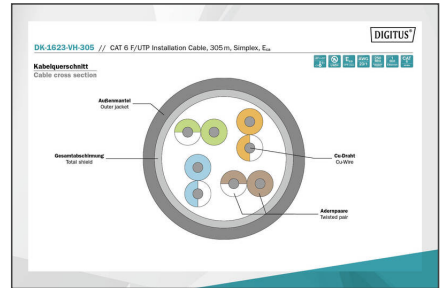 DIGITUS®
DK-1623-VH-305 // CAT 6 F/UTP Installation Cable, 305 m, Simplex, Eca
Kabelquerschnitt
Cable cross section
Außenmantel
Outer jacket
Gesamtabschirmung
Total shield
Cu-Draht
Cu-Wire
Adernpaare
Twisted pair